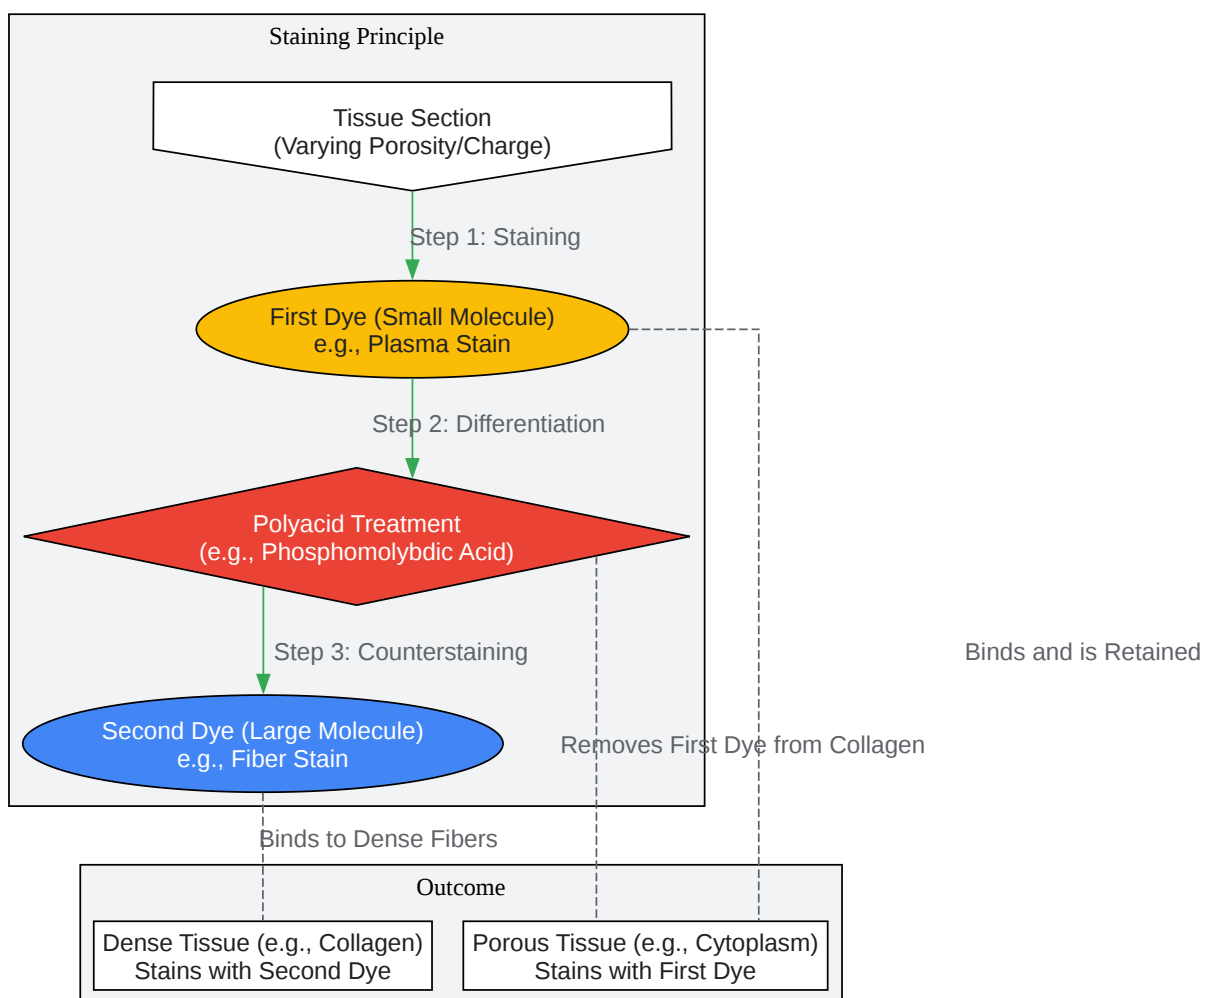 Staining Principle
Tissue Section
(Varying Porosity/Charge)
Step 1: Staining
First Dye (Small Molecule)
e.g., Plasma Stain
Step 2: Differentiation
Polyacid Treatment
(e.g., Phosphomolybdic Acid)
Step 3: Counterstaining
Binds and is Retained
Second Dye (Large Molecule)
e.g., Fiber Stain
Removes First Dye from Collagen
Binds to Dense Fibers
Outcome
Dense Tissue (e.g., Collagen)
Stains with Second Dye
Porous Tissue (e.g., Cytoplasm)
Stains with First Dye